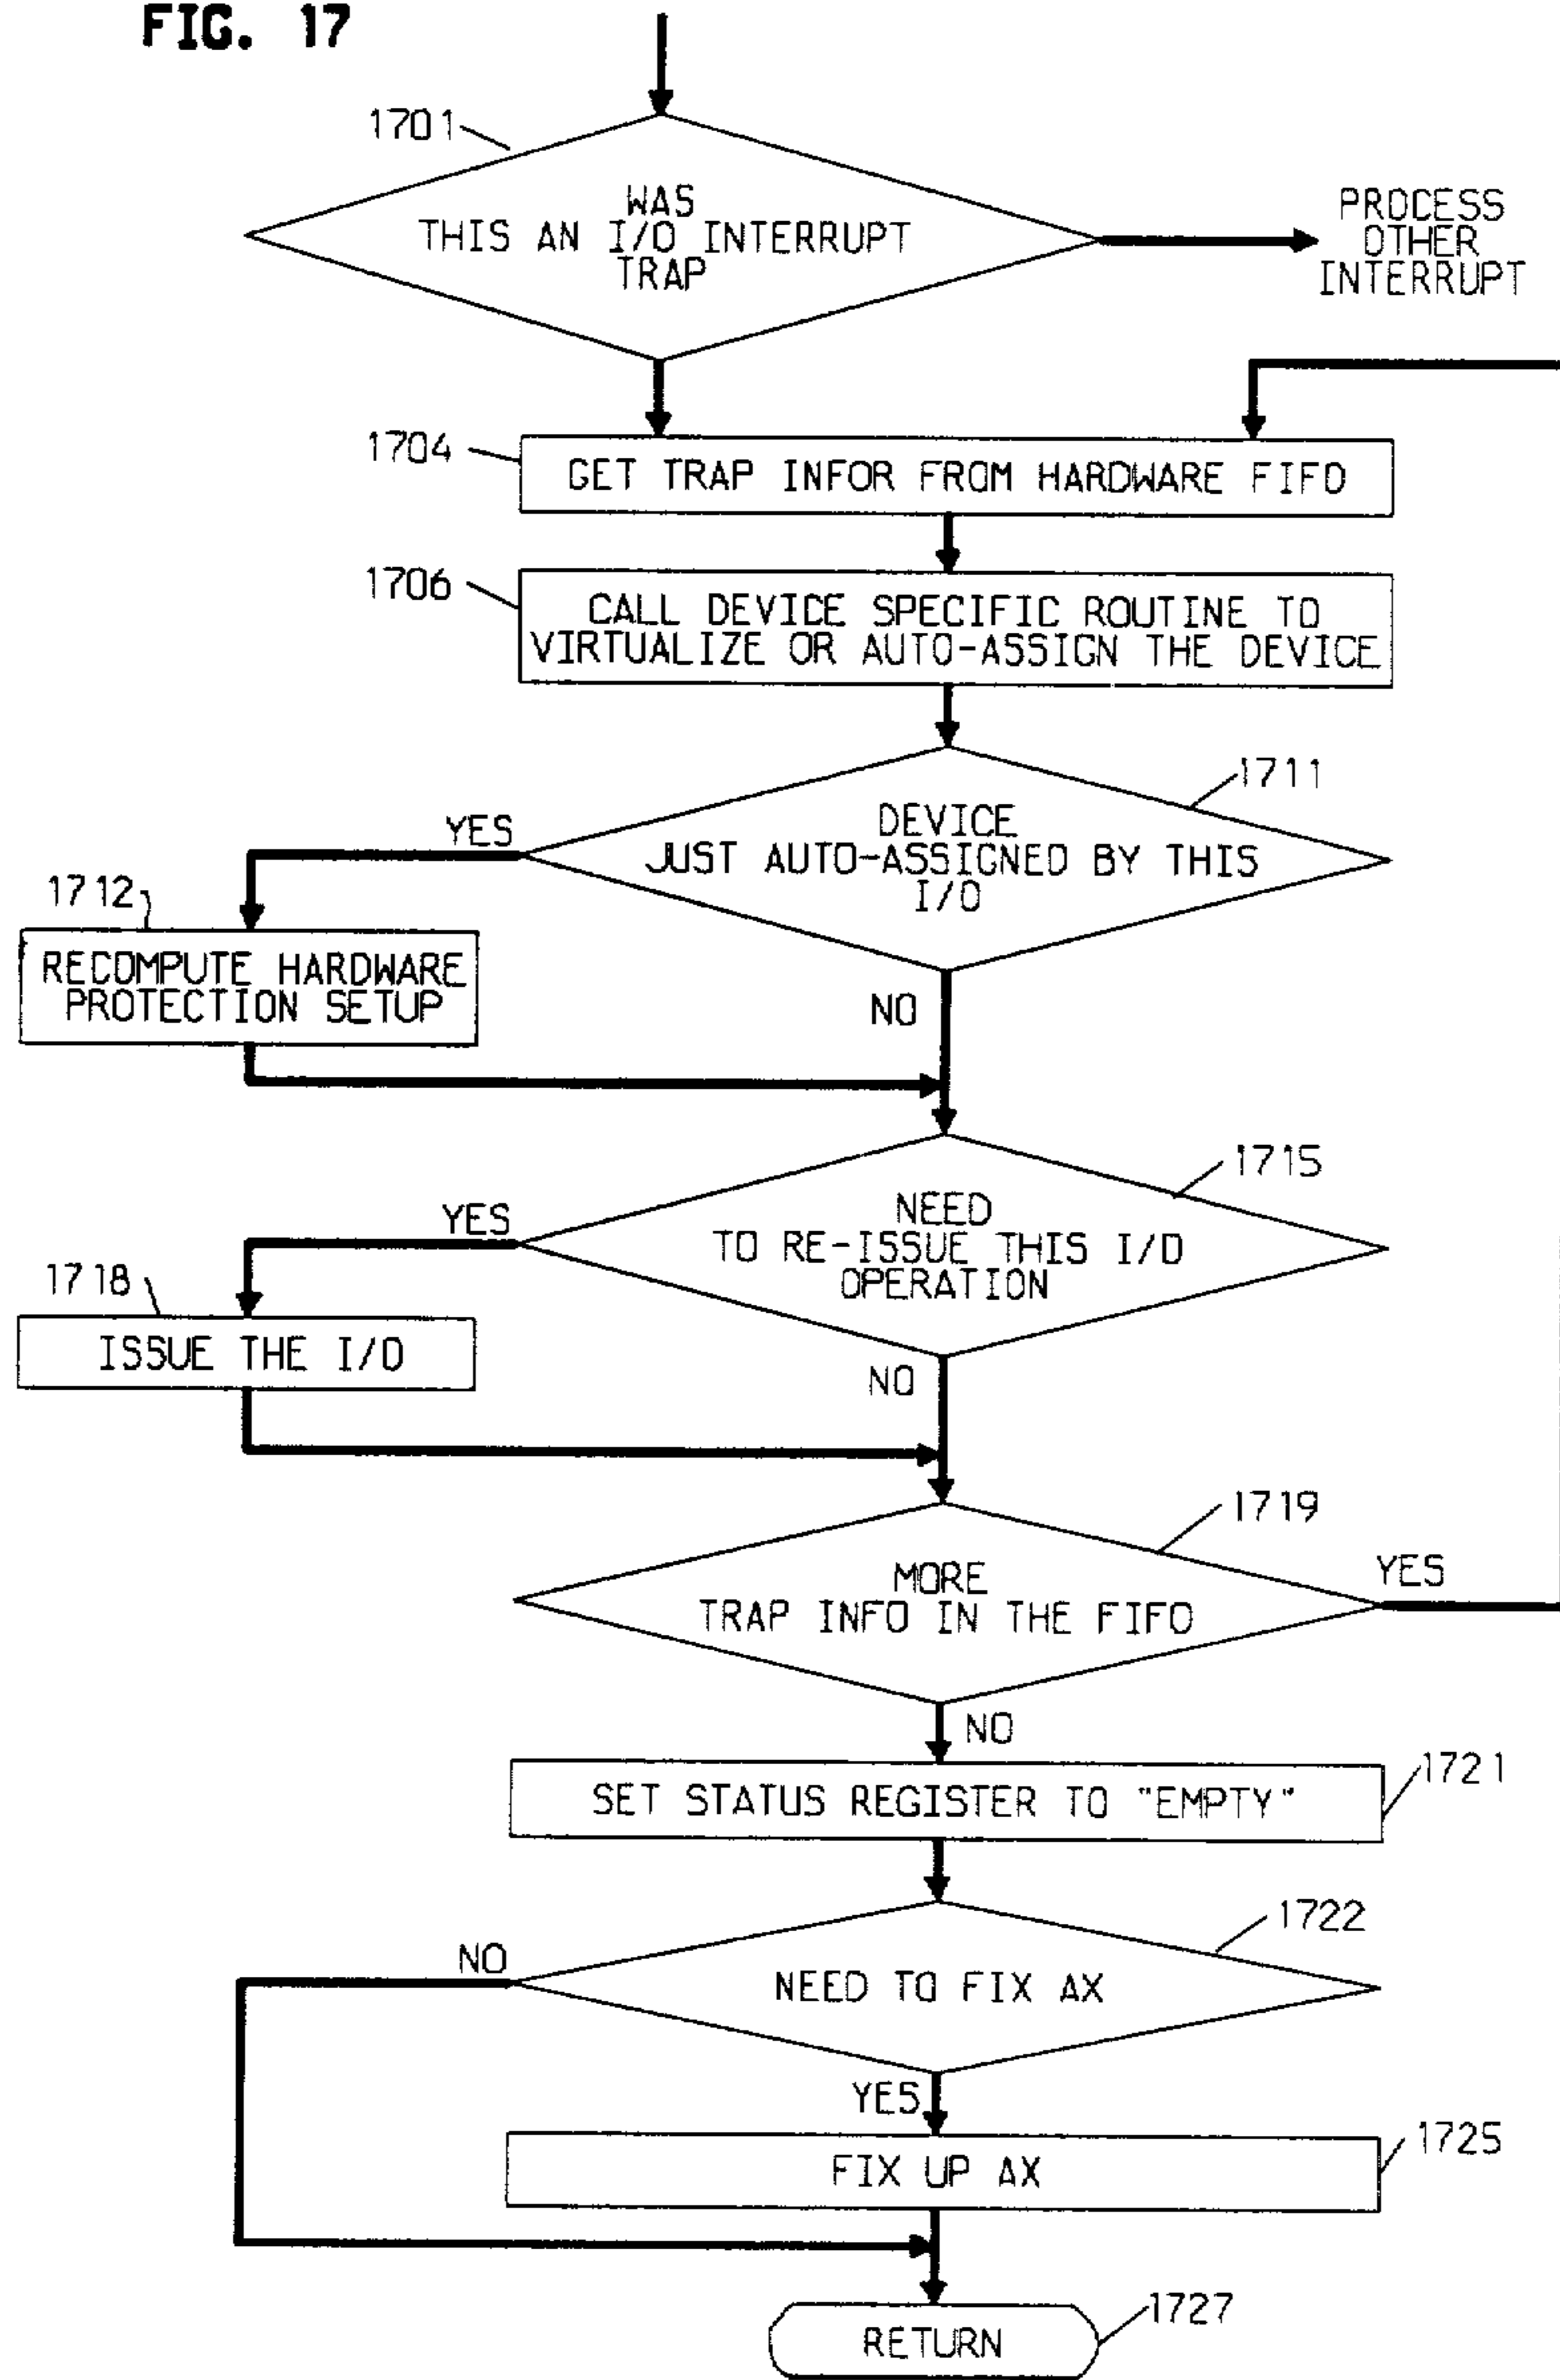 FIG. 17
1701
WAS
THIS AN I/O INTERRUPT
TRAP
PROCESS
OTHER
INTERRUPT
1704
GET TRAP INFOR FROM HARDWARE FIFO
1706
CALL DEVICE SPECIFIC ROUTINE TO
VIRTUALIZE OR AUTO-ASSIGN THE DEVICE
1711
DEVICE
JUST AUTO-ASSIGNED BY THIS
I/O
YES
1712
RECOMPUTE HARDWARE
PROTECTION SETUP
NO
1715
NEED
TO RE-ISSUE THIS I/O
OPERATION
YES
1718
ISSUE THE I/O
NO
1719
MORE
TRAP INFO IN THE FIFO
YES
NO
1721
SET STATUS REGISTER TO "EMPTY"
1722
NO
NEED TO FIX AX
YES
1725
FIX UP AX
1727
RETURN